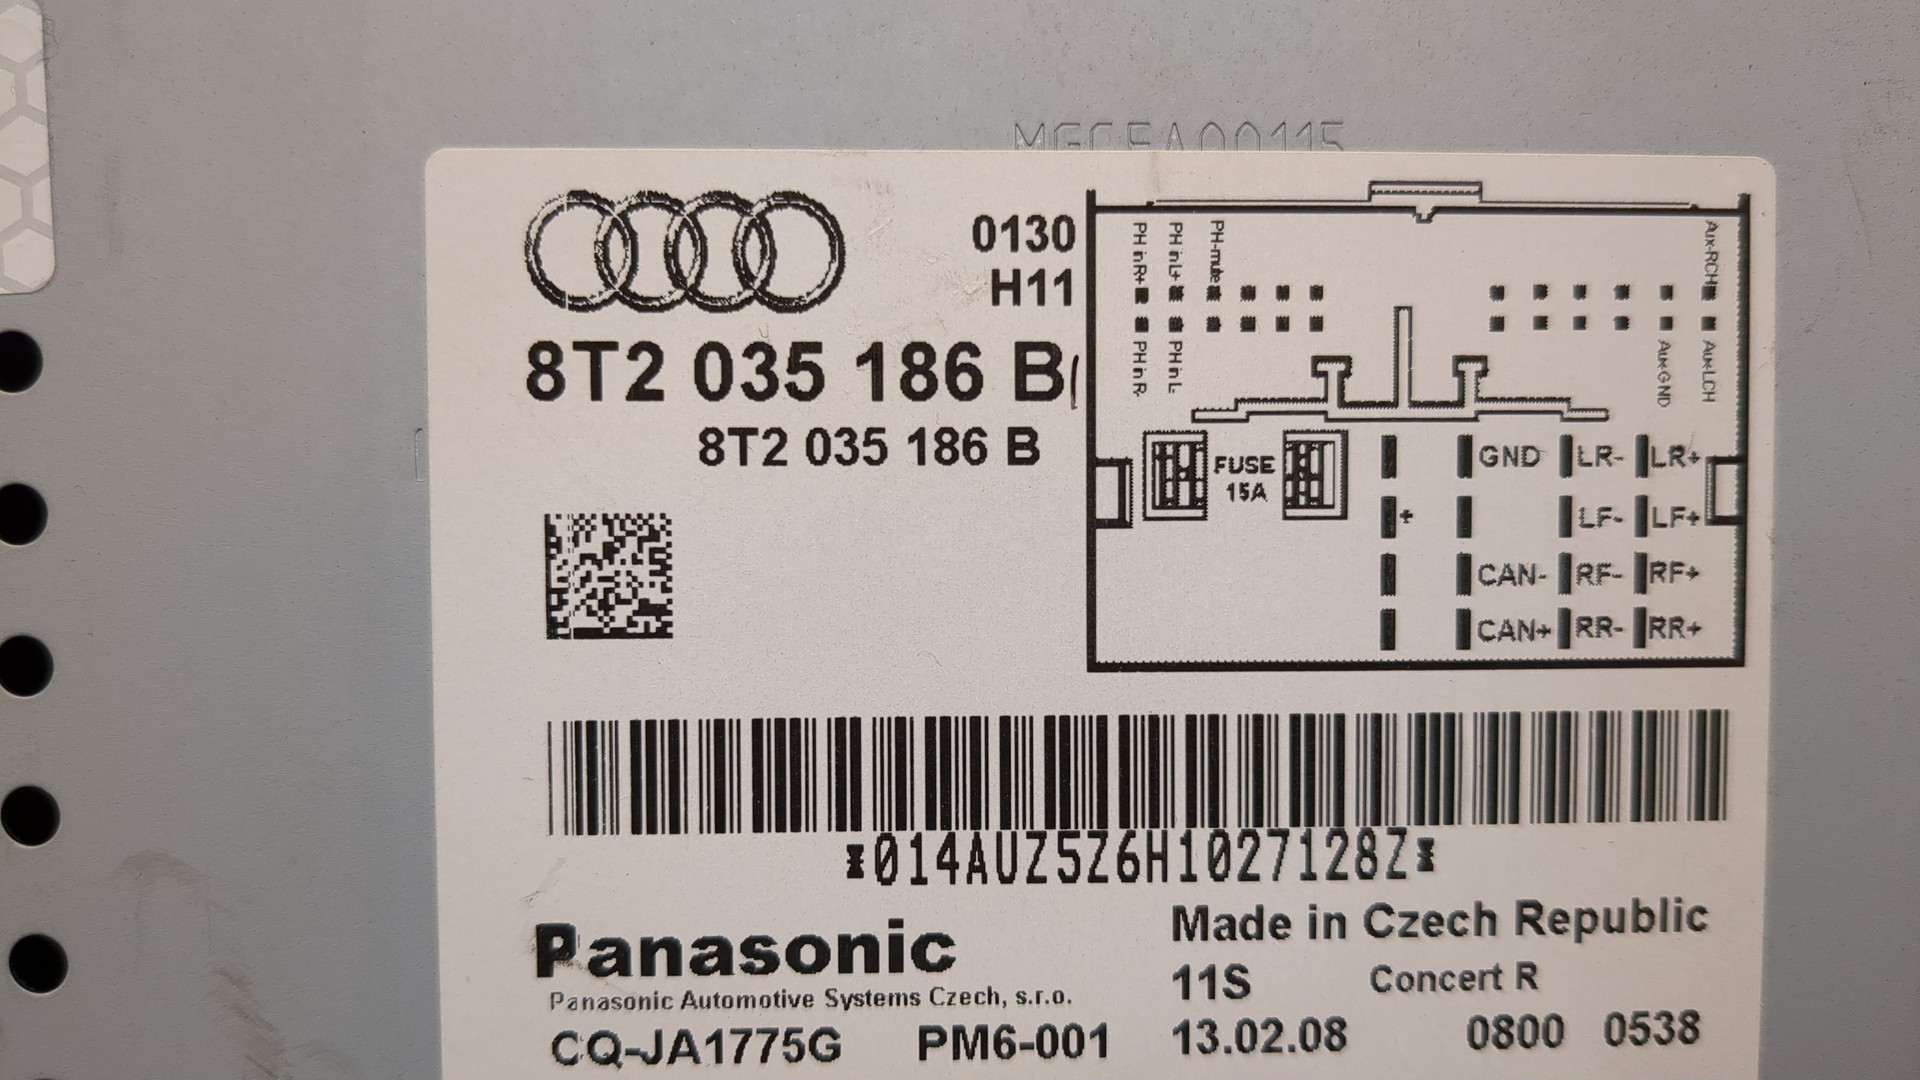 0130
H11
8T2 035 186 B
8T2 035 186 B
PH in R+
PH in L+
PH-mute
Aux-RCH
PH in R-
PH in L-
Aux-GND
Aux-LCH
FUSE
15A
GND LR- LR+
+ LF- LF+
CAN- RF- RF+
CAN+ RR- RR+
*014AUZ5Z6H1027128Z*
Panasonic
Panasonic Automotive Systems Czech, s.r.o.
CQ-JA1775G PM6-001
Made in Czech Republic
11S Concert R
13.02.08 0800 0538